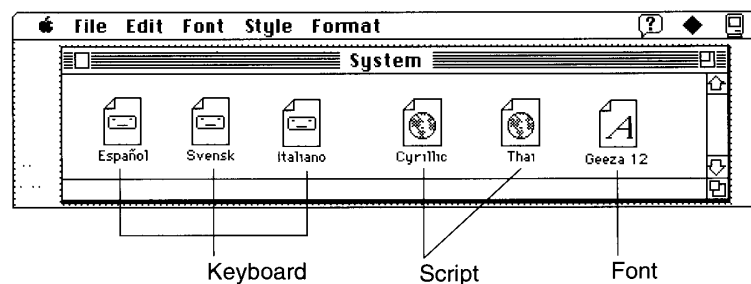 File Edit Font Style Format ?
System
Español Svensk Italiano Cyrillic Thai Geeza 12
A
Keyboard Script Font